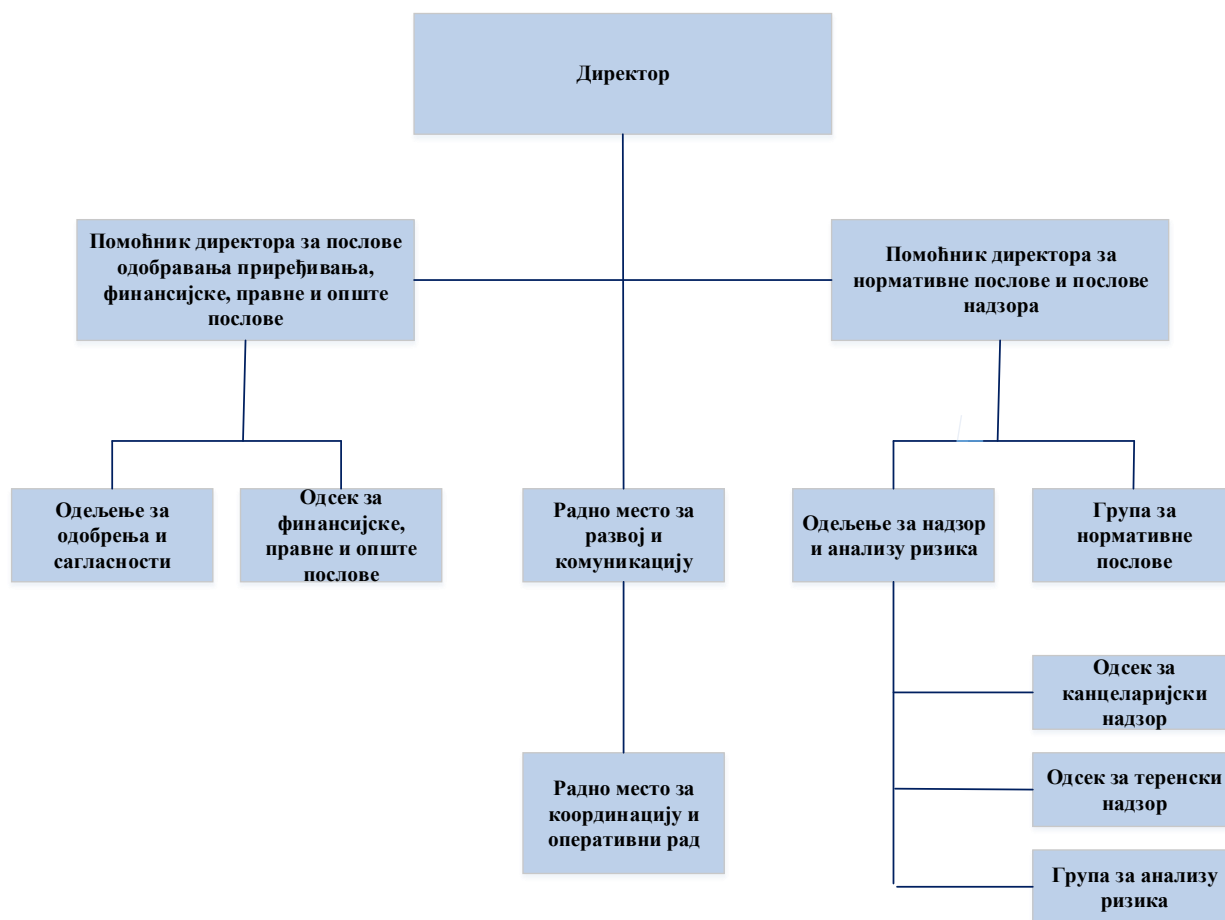 Директор
Помоћник директора за послове
одобравања приређивања,
финансијске, правне и опште
послове
Помоћник директора за
нормативне послове и послове
надзора
Одељење за
одобрења и
сагласности
Одсек за
финансијске,
правне и опште
послове
Радно место за
развој и
комуникацију
Одељење за надзор
и анализу ризика
Група за
нормативне
послове
Одсек за
канцеларијски
надзор
Радно место за
координацију и
оперативни рад
Одсек за теренски
надзор
Група за анализу
ризика